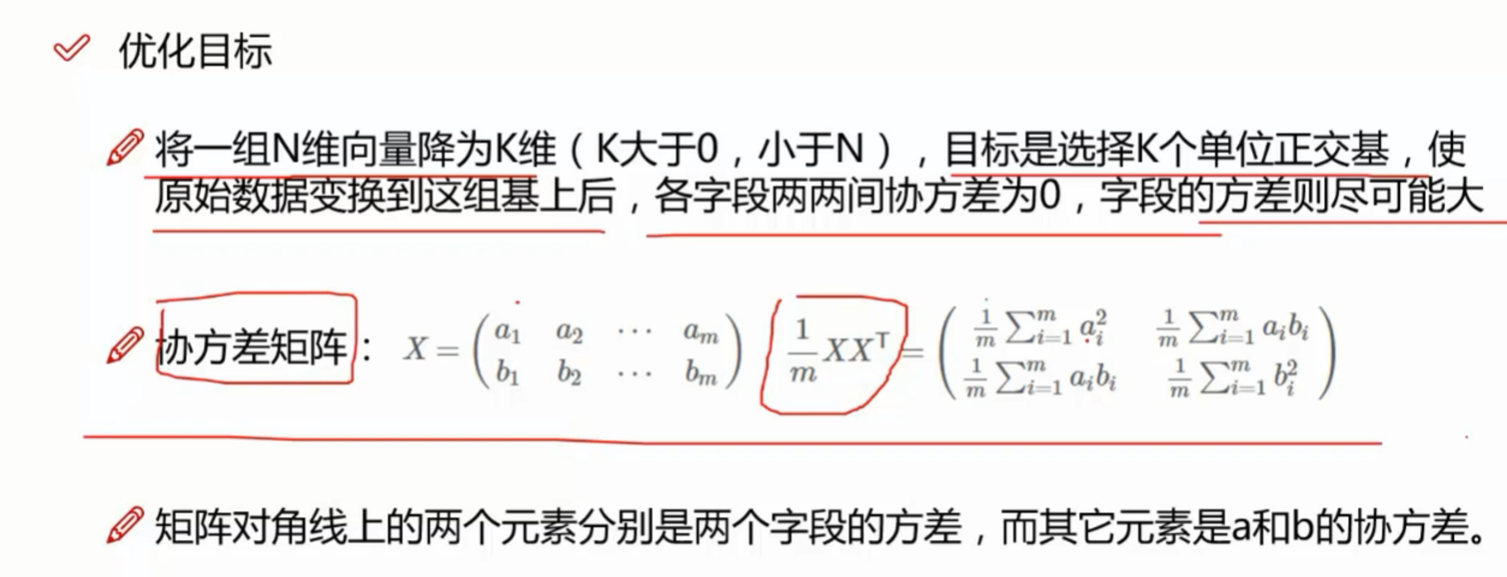 优化目标
将一组N维向量降为K维（K大于0，小于N），目标是选择K个单位正交基，使
原始数据变换到这组基上后，各字段两两间协方差为0，字段的方差则尽可能大
协方差矩阵： $X = \begin{pmatrix} a_1 & a_2 & \cdots & a_m \\ b_1 & b_2 & \cdots & b_m \end{pmatrix}$ $\frac{1}{m}XX^{\mathsf{T}} = \begin{pmatrix} \frac{1}{m}\sum_{i=1}^{m} a_i^2 & \frac{1}{m}\sum_{i=1}^{m} a_i b_i \\ \frac{1}{m}\sum_{i=1}^{m} a_i b_i & \frac{1}{m}\sum_{i=1}^{m} b_i^2 \end{pmatrix}$
矩阵对角线上的两个元素分别是两个字段的方差，而其它元素是a和b的协方差。